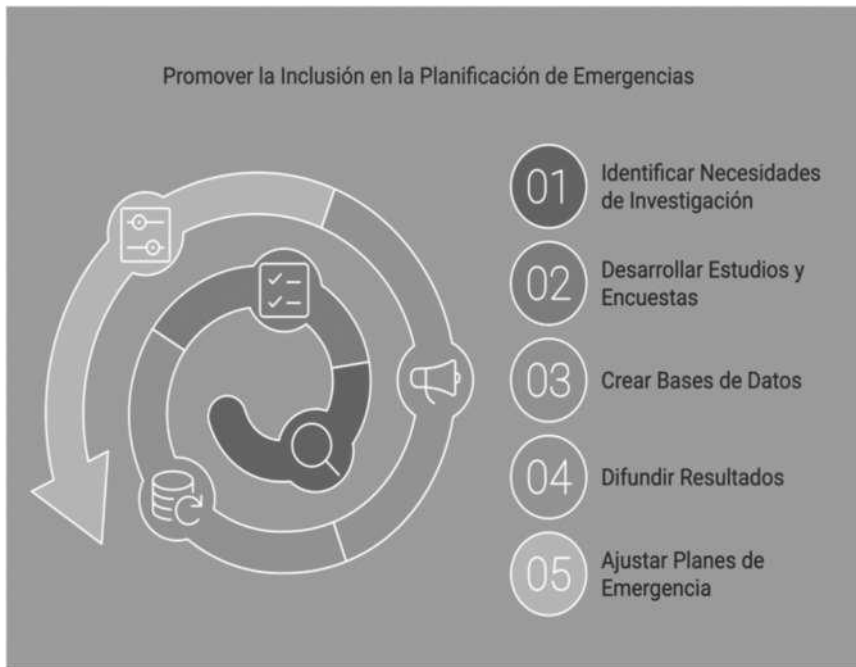 Promover la Inclusión en la Planificación de Emergencias
01
Identificar Necesidades
de Investigación
02
Desarrollar Estudios y
Encuestas
03
Crear Bases de Datos
04
Difundir Resultados
05
Ajustar Planes de
Emergencia